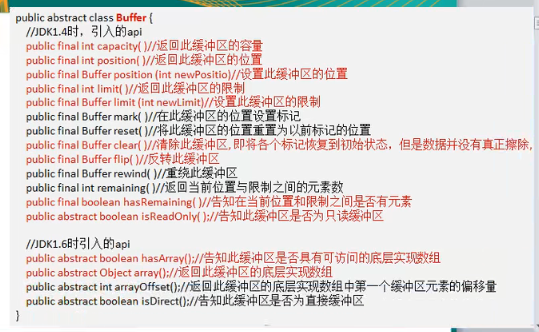 public abstract class Buffer {
//JDK1.4时，引入的api
public final int capacity( )//返回此缓冲区的容量
public final int position( )//返回此缓冲区的位置
public final Buffer position (int newPositio)//设置此缓冲区的位置
public final int limit( )//返回此缓冲区的限制
public final Buffer limit (int newLimit)//设置此缓冲区的限制
public final Buffer mark( )//在此缓冲区的位置设置标记
public final Buffer reset( )//将此缓冲区的位置重置为以前标记的位置
public final Buffer clear( )//清除此缓冲区, 即将各个标记恢复到初始状态，但是数据并没有真正擦除,
public final Buffer flip( )//反转此缓冲区
public final Buffer rewind( )//重绕此缓冲区
public final int remaining( )//返回当前位置与限制之间的元素数
public final boolean hasRemaining( )//告知在当前位置和限制之间是否有元素
public abstract boolean isReadOnly( );//告知此缓冲区是否为只读缓冲区
//JDK1.6时引入的api
public abstract boolean hasArray();//告知此缓冲区是否具有可访问的底层实现数组
public abstract Object array();//返回此缓冲区的底层实现数组
public abstract int arrayOffset();//返回此缓冲区的底层实现数组中第一个缓冲区元素的偏移量
public abstract boolean isDirect();//告知此缓冲区是否为直接缓冲区
}